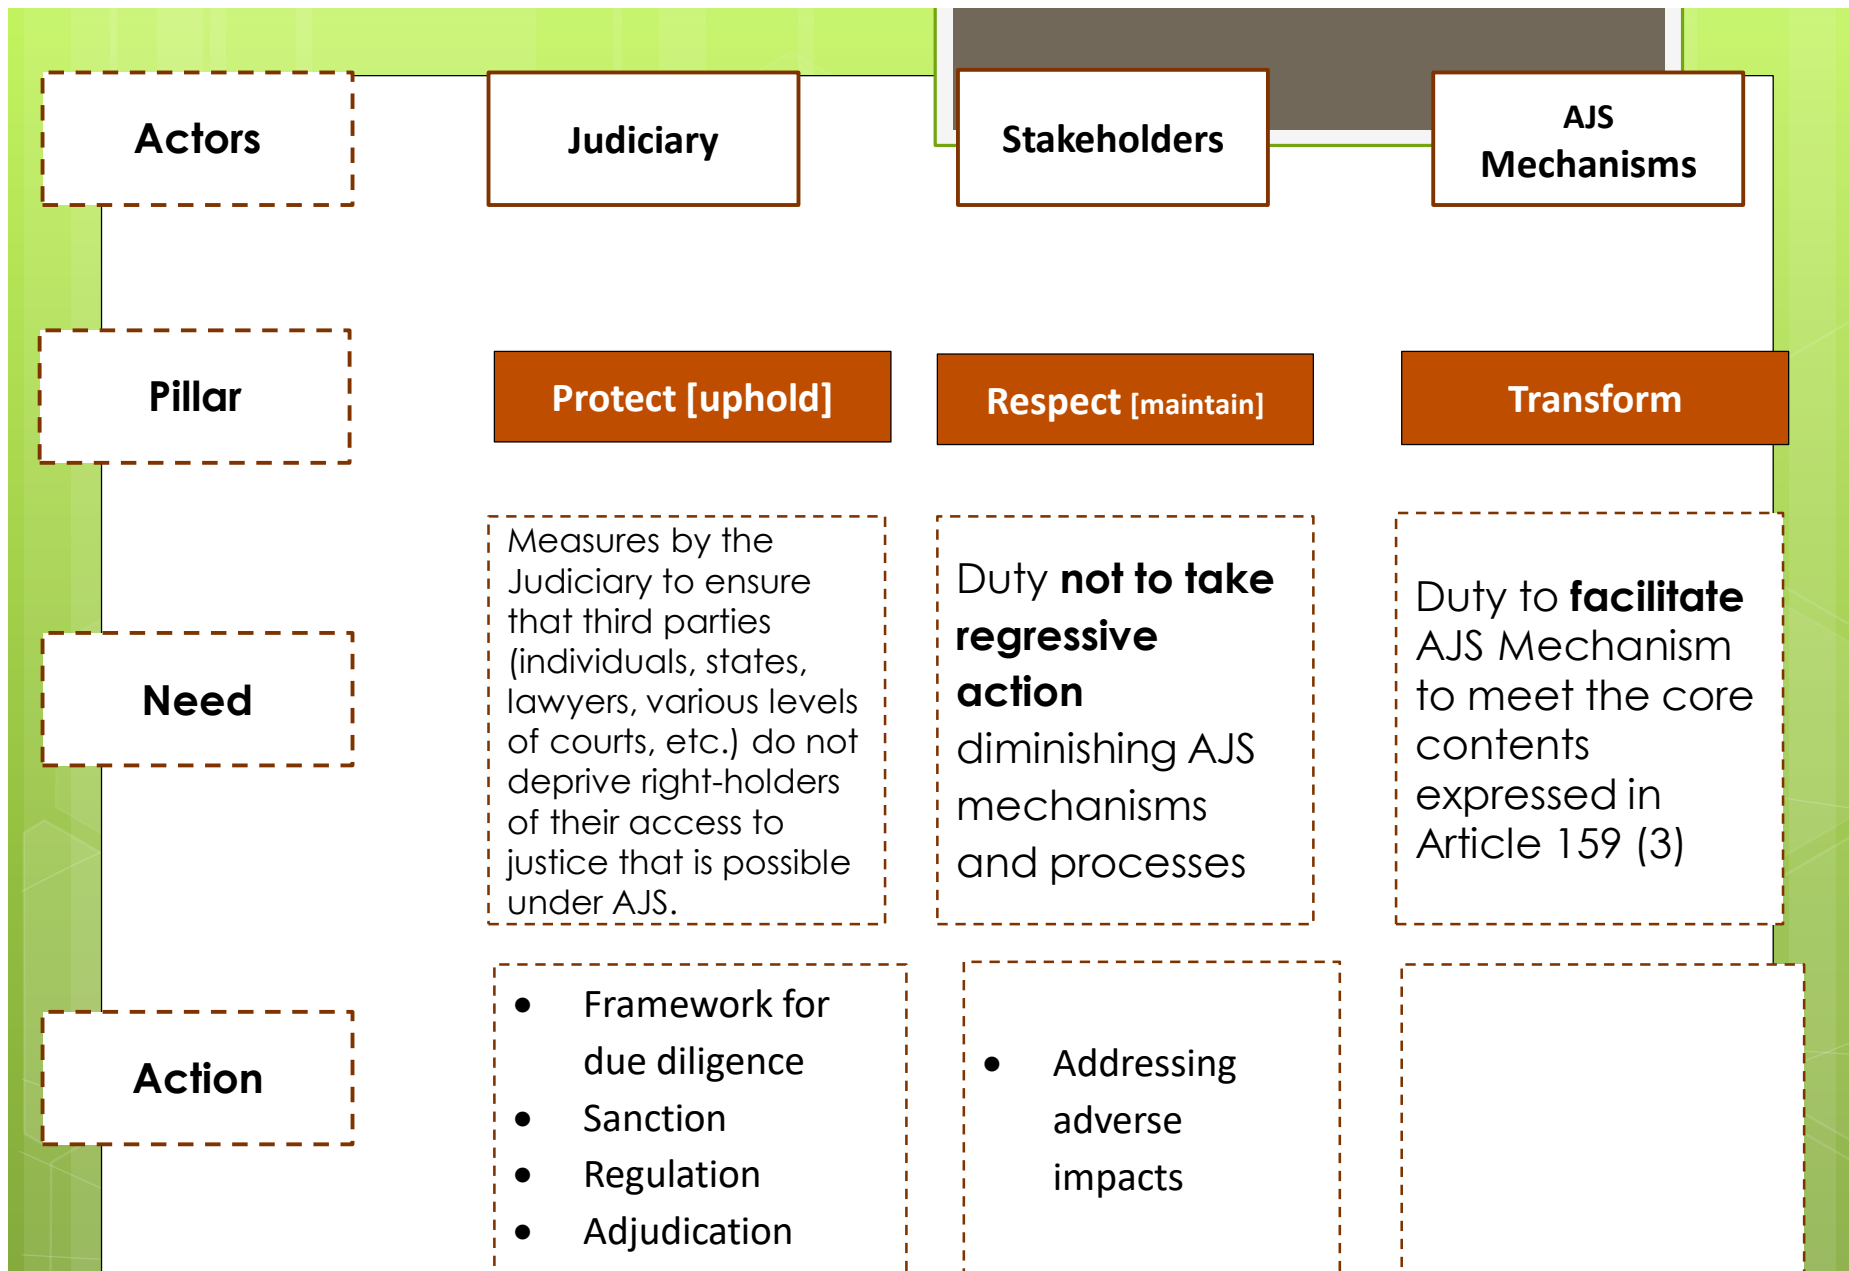 Actors
Judiciary
Stakeholders
AJS
Mechanisms
Pillar
Protect [uphold]
Respect [maintain]
Transform
Need
Measures by the
Judiciary to ensure
that third parties
(individuals, states,
lawyers, various levels
of courts, etc.) do not
deprive right-holders
of their access to
justice that is possible
under AJS.
Duty not to take
regressive
action
diminishing AJS
mechanisms
and processes
Duty to facilitate
AJS Mechanism
to meet the core
contents
expressed in
Article 159 (3)
Action
• Framework for
due diligence
• Sanction
• Regulation
• Adjudication
• Addressing
adverse
impacts